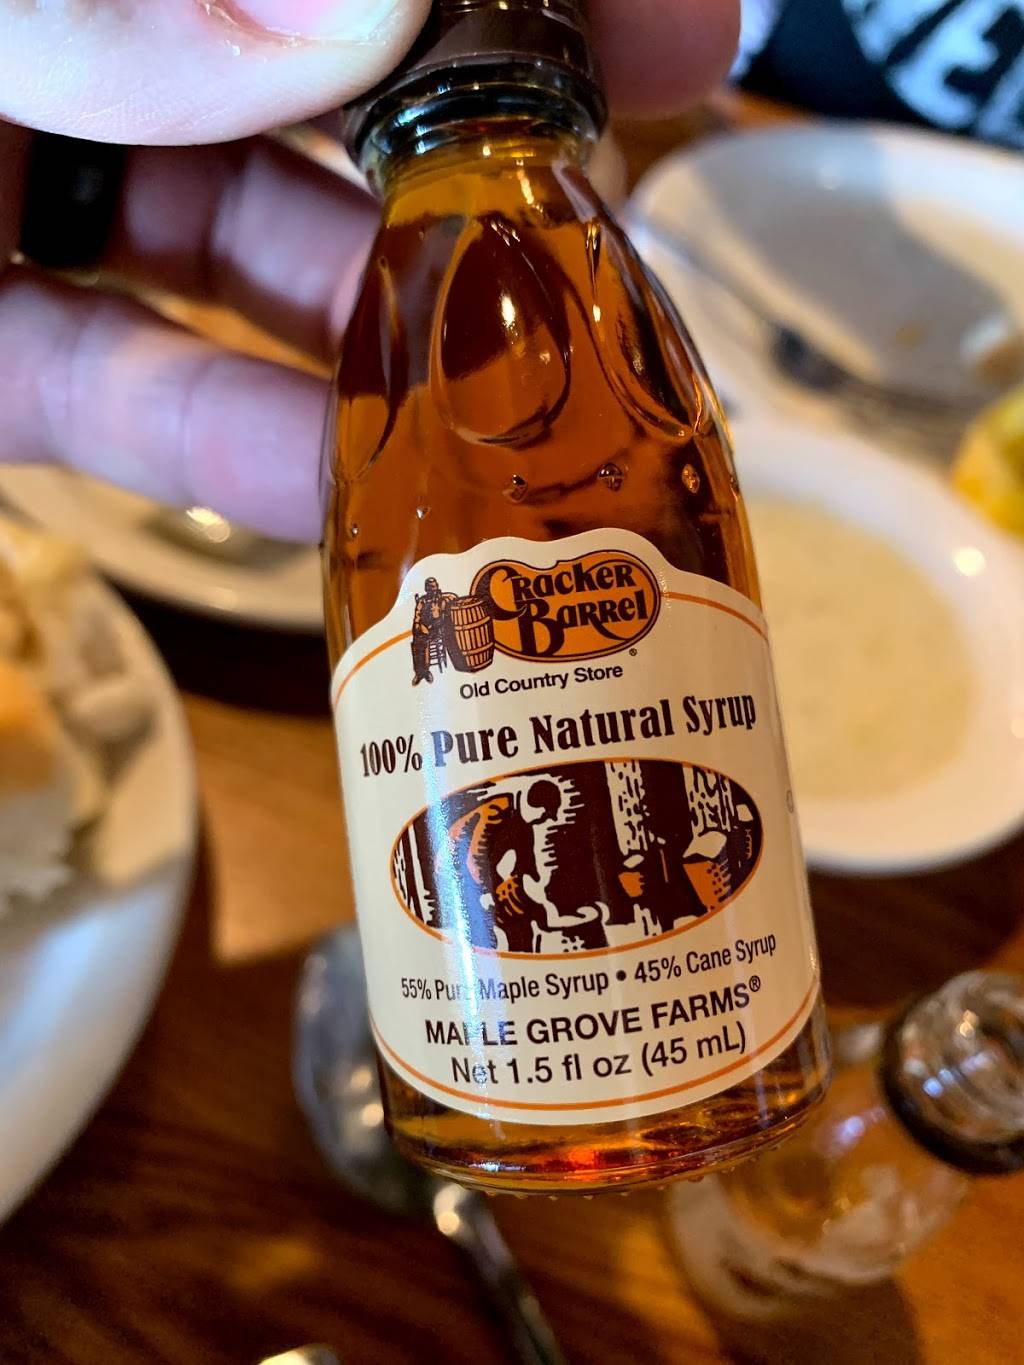 Cracker
Barrel®
Old Country Store
100% Pure Natural Syrup
55% Pure Maple Syrup • 45% Cane Syrup
MAPLE GROVE FARMS®
Net 1.5 fl oz (45 mL)